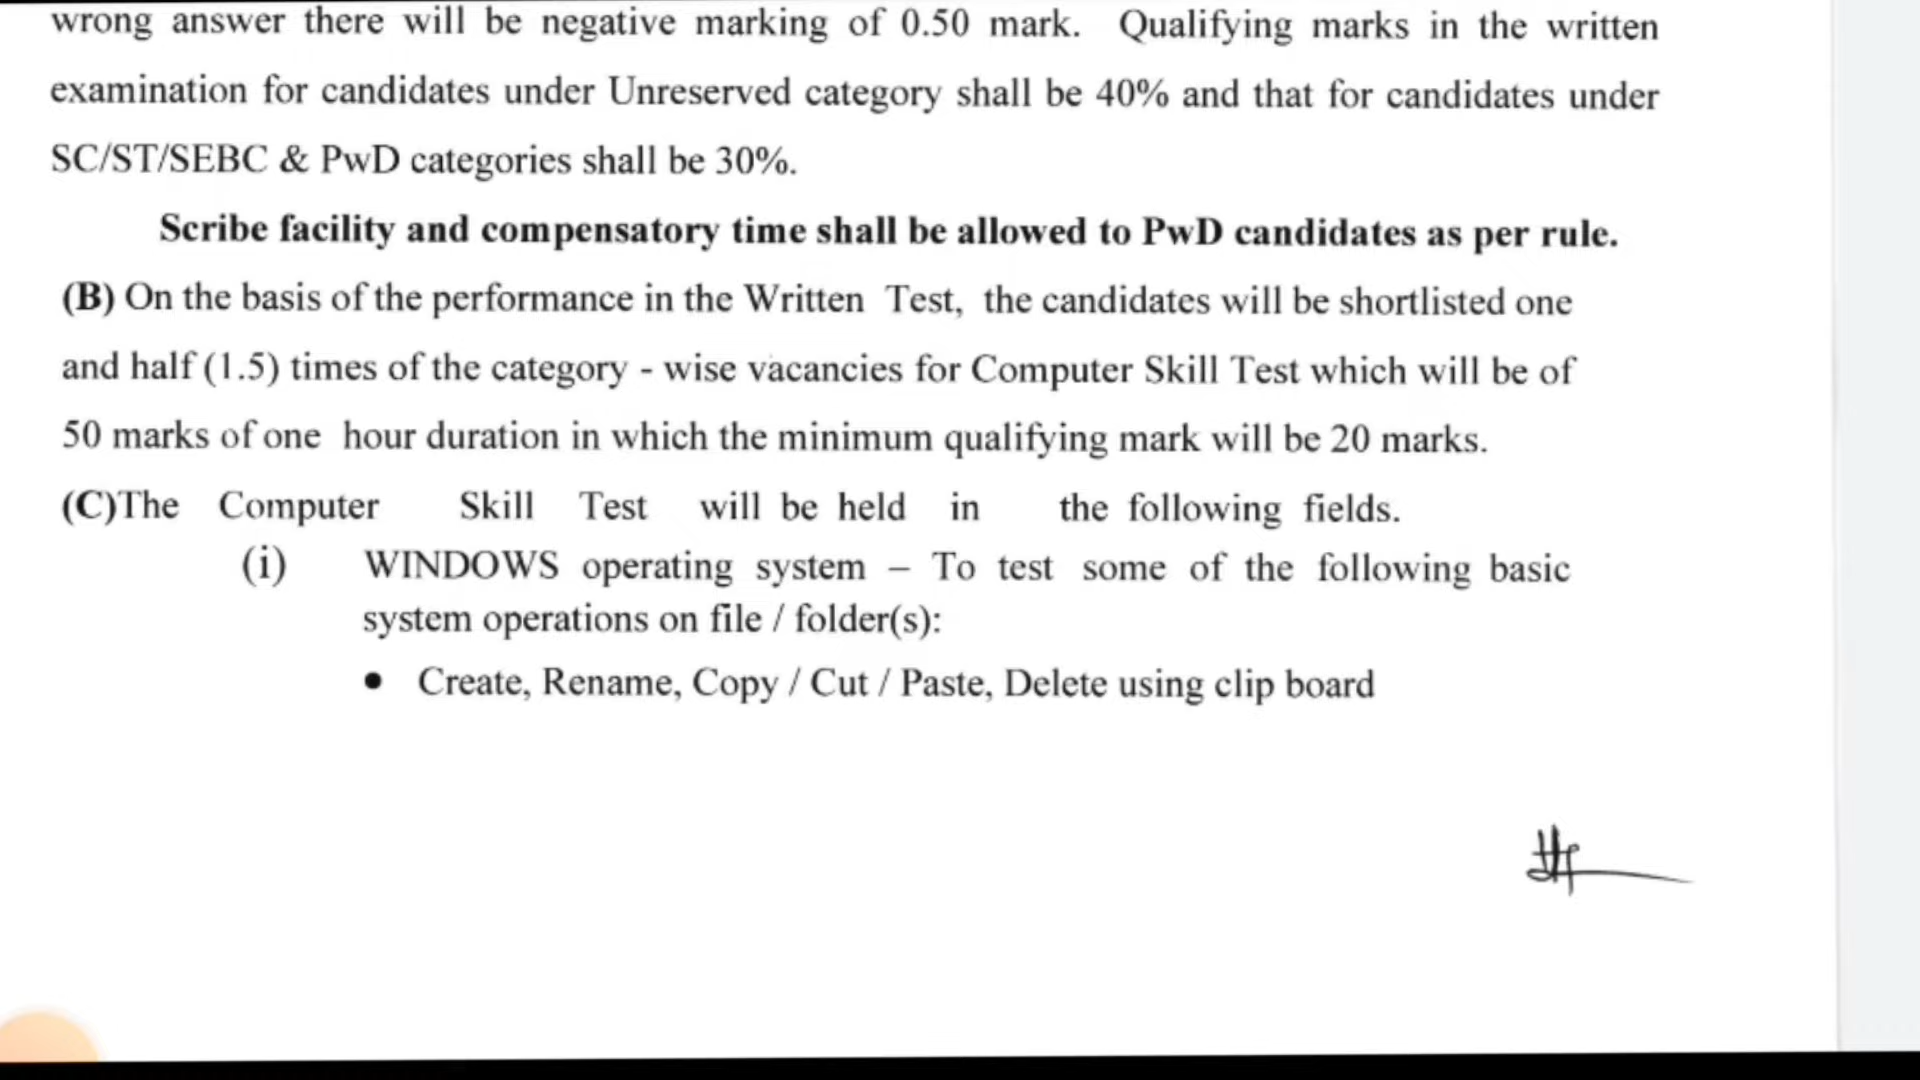 wrong answer there will be negative marking of 0.50 mark. Qualifying marks in the written
examination for candidates under Unreserved category shall be 40% and that for candidates under
SC/ST/SEBC & PwD categories shall be 30%.
Scribe facility and compensatory time shall be allowed to PwD candidates as per rule.
(B) On the basis of the performance in the Written Test, the candidates will be shortlisted one
and half (1.5) times of the category - wise vacancies for Computer Skill Test which will be of
50 marks of one hour duration in which the minimum qualifying mark will be 20 marks.
(C)The Computer Skill Test will be held in the following fields.
(i) WINDOWS operating system – To test some of the following basic
system operations on file / folder(s):
• Create, Rename, Copy / Cut / Paste, Delete using clip board